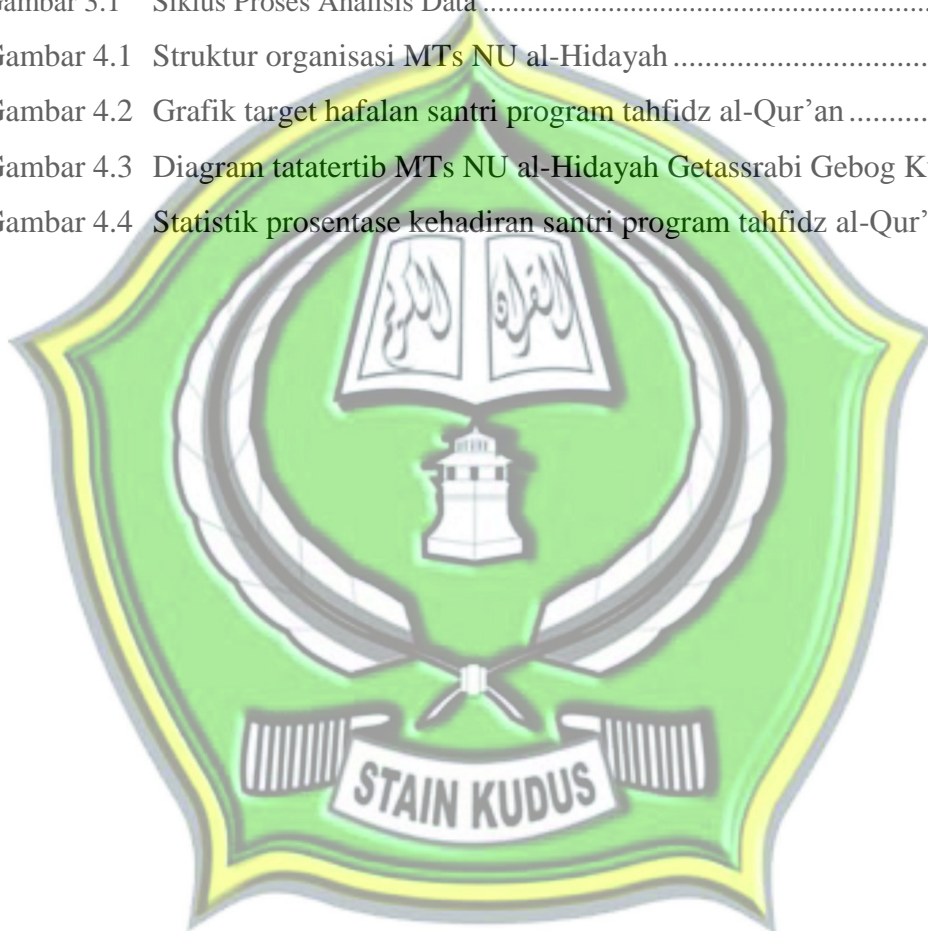 Gambar 3.1 Siklus Proses Analisis Data ................................................................
Gambar 4.1 Struktur organisasi MTs NU al-Hidayah ..................................
Gambar 4.2 Grafik target hafalan santri program tahfidz al-Qur’an ..........
Gambar 4.3 Diagram tatatertib MTs NU al-Hidayah Getassrabi Gebog
Gambar 4.4 Statistik prosentase kehadiran santri program tahfidz al-Qur’
القرآن الكريم
STAIN KUDUS